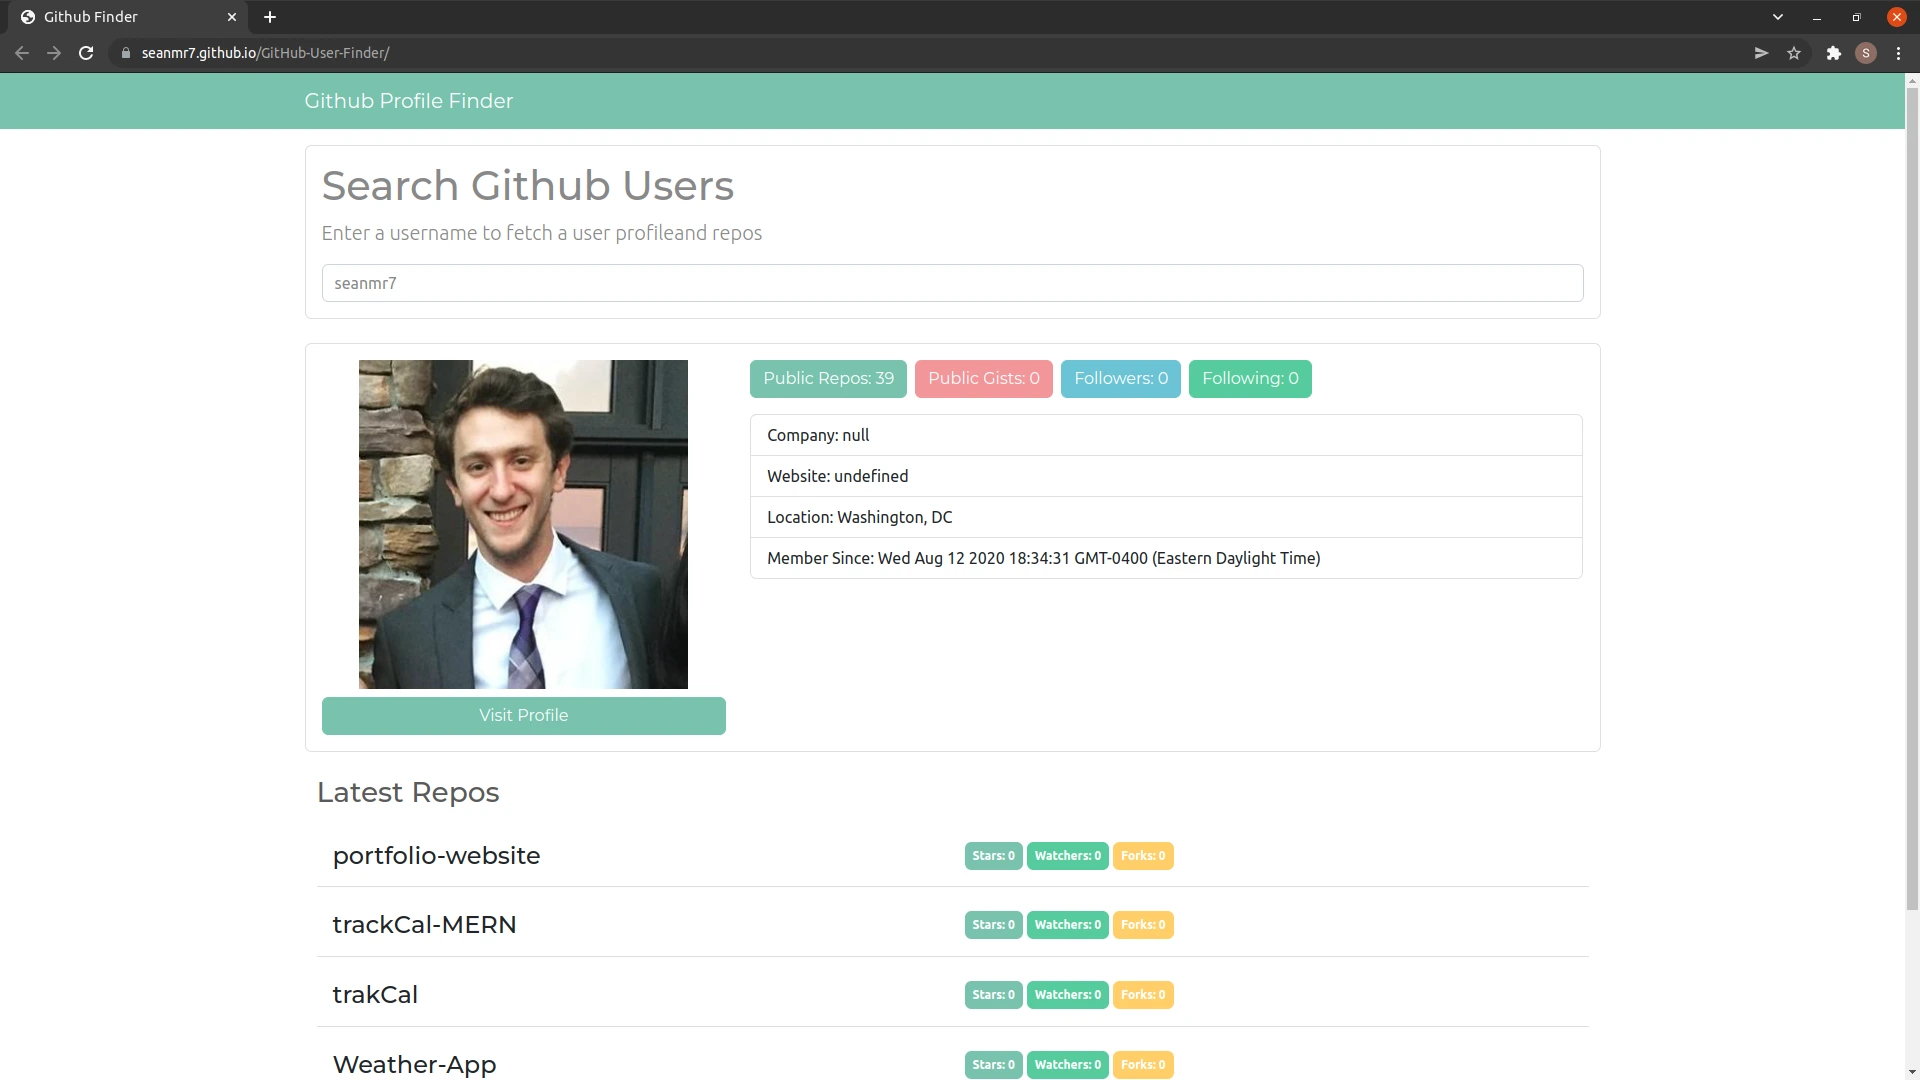 Github Finder
seanmr7.github.io/GitHub-User-Finder/
S
Github Profile Finder
Search Github Users
Enter a username to fetch a user profileand repos
seanmr7
Public Repos: 39
Public Gists: 0
Followers: 0
Following: 0
Company: null
Website: undefined
Location: Washington, DC
Member Since: Wed Aug 12 2020 18:34:31 GMT-0400 (Eastern Daylight Time)
Visit Profile
Latest Repos
portfolio-website
Stars: 0 Watchers: 0 Forks: 0
trackCal-MERN
Stars: 0 Watchers: 0 Forks: 0
trakCal
Stars: 0 Watchers: 0 Forks: 0
Weather-App
Stars: 0 Watchers: 0 Forks: 0